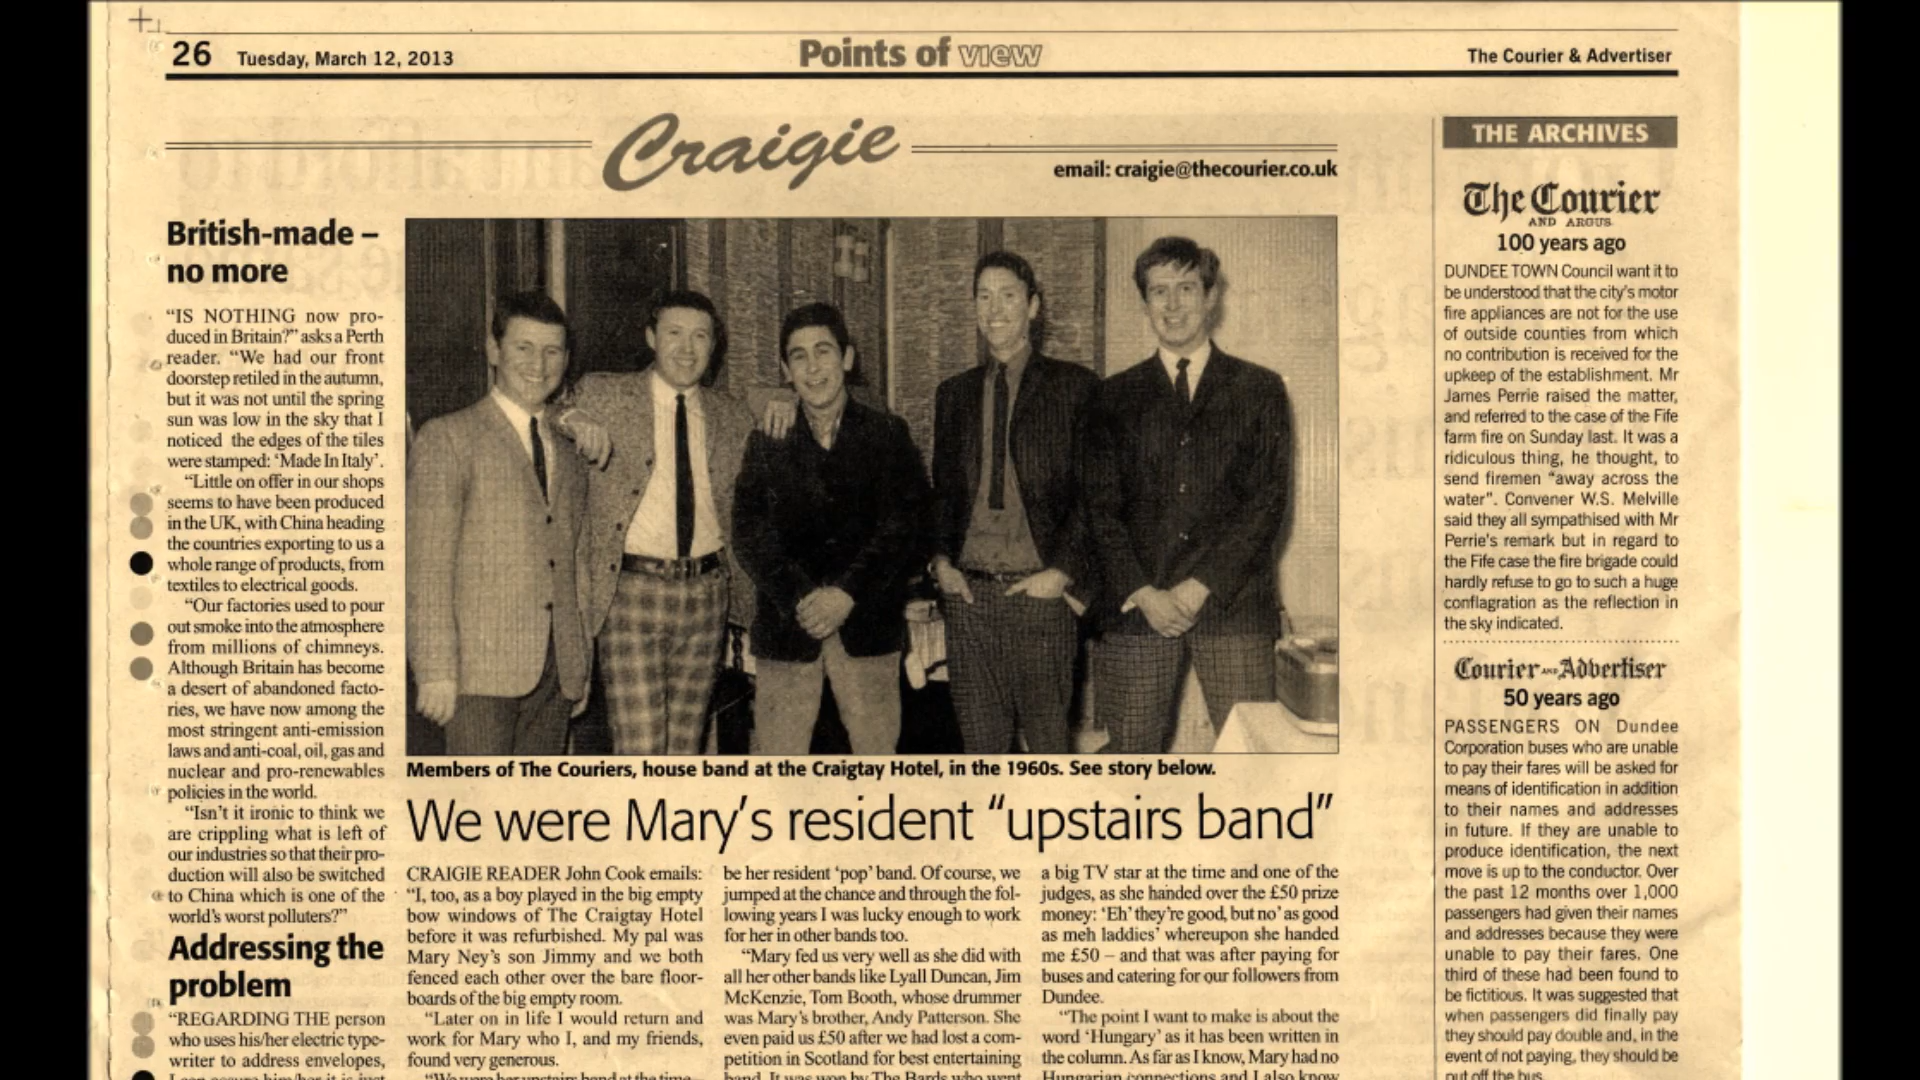 26 Tuesday, March 12, 2013 Points of view The Courier & Advertiser
Craigie
email: craigie@thecourier.co.uk
British-made –
no more
“IS NOTHING now pro-
duced in Britain?” asks a Perth
reader. “We had our front
doorstep retiled in the autumn,
but it was not until the spring
sun was low in the sky that I
noticed the edges of the tiles
were stamped: ‘Made In Italy’.
“Little on offer in our shops
seems to have been produced
in the UK, with China heading
the countries exporting to us a
whole range of products, from
textiles to electrical goods.
“Our factories used to pour
out smoke into the atmosphere
from millions of chimneys.
Although Britain has become
a desert of abandoned facto-
ries, we have now among the
most stringent anti-emission
laws and anti-coal, oil, gas and
nuclear and pro-renewables
policies in the world.
“Isn’t it ironic to think we
are crippling what is left of
our industries so that their pro-
duction will also be switched
to China which is one of the
world’s worst polluters?”
Addressing the
problem
“REGARDING THE person
who uses his/her electric type-
writer to address envelopes,
I can assure him/her it is just
Members of The Couriers, house band at the Craigtay Hotel, in the 1960s. See story below.
We were Mary’s resident “upstairs band”
CRAIGIE READER John Cook emails:
“I, too, as a boy played in the big empty
bow windows of The Craigtay Hotel
before it was refurbished. My pal was
Mary Ney’s son Jimmy and we both
fenced each other over the bare floor-
boards of the big empty room.
“Later on in life I would return and
work for Mary who I, and my friends,
found very generous.
“We were her upstairs band at the time
be her resident ‘pop’ band. Of course, we
jumped at the chance and through the fol-
lowing years I was lucky enough to work
for her in other bands too.
“Mary fed us very well as she did with
all her other bands like Lyall Duncan, Jim
McKenzie, Tom Booth, whose drummer
was Mary’s brother, Andy Patterson. She
even paid us £50 after we had lost a com-
petition in Scotland for best entertaining
band. It was won by The Bards who went
a big TV star at the time and one of the
judges, as she handed over the £50 prize
money: ‘Eh’ they’re good, but no’ as good
as meh laddies’ whereupon she handed
me £50 – and that was after paying for
buses and catering for our followers from
Dundee.
“The point I want to make is about the
word ‘Hungary’ as it has been written in
the column. As far as I know, Mary had no
Hungarian connections and I also know
THE ARCHIVES
The Courier
AND ARGUS
100 years ago
DUNDEE TOWN Council want it to
be understood that the city’s motor
fire appliances are not for the use
of outside counties from which
no contribution is received for the
upkeep of the establishment. Mr
James Perrie raised the matter,
and referred to the case of the Fife
farm fire on Sunday last. It was a
ridiculous thing, he thought, to
send firemen “away across the
water”. Convener W.S. Melville
said they all sympathised with Mr
Perrie’s remark but in regard to
the Fife case the fire brigade could
hardly refuse to go to such a huge
conflagration as the reflection in
the sky indicated.
Courier AND Advertiser
50 years ago
PASSENGERS ON Dundee
Corporation buses who are unable
to pay their fares will be asked for
means of identification in addition
to their names and addresses
in future. If they are unable to
produce identification, the next
move is up to the conductor. Over
the past 12 months over 1,000
passengers had given their names
and addresses because they were
unable to pay their fares. One
third of these had been found to
be fictitious. It was suggested that
when passengers did finally pay
they should pay double and, in the
event of not paying, they should be
put off the bus.